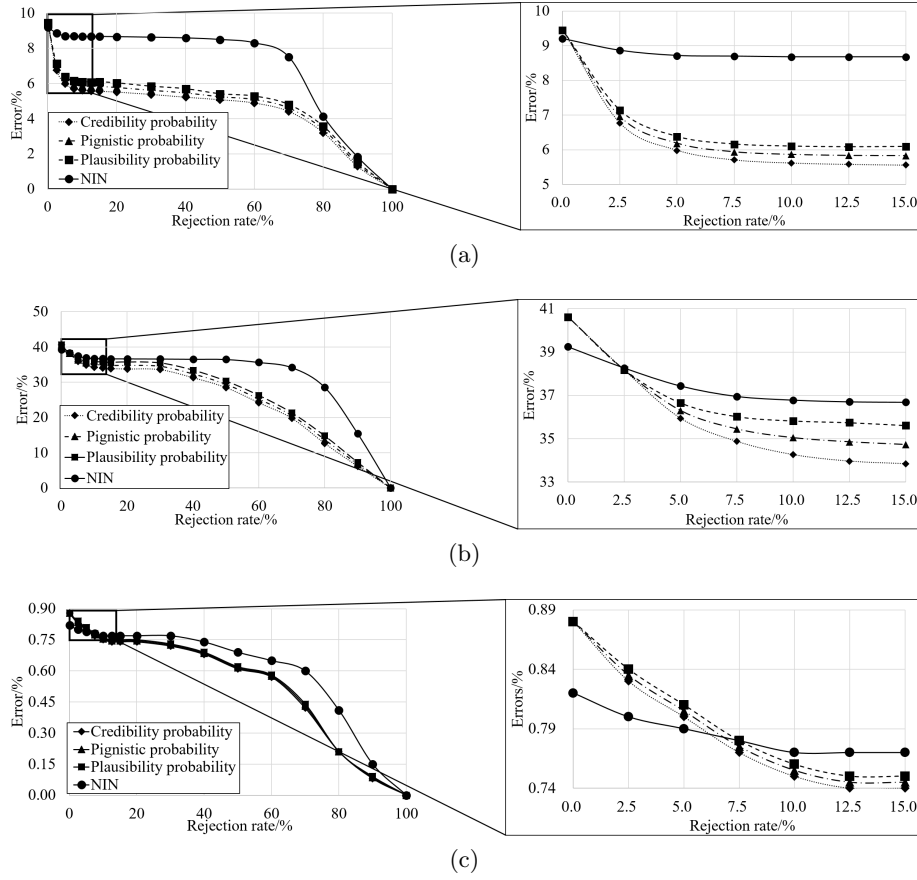 10
8
6
4
2
0
Error/%
Credibility probability
Pignistic probability
Plausibility probability
NIN
0 20 40 60 80 100
Rejection rate/%
10
9
8
7
6
5
Error/%
0.0 2.5 5.0 7.5 10.0 12.5 15.0
Rejection rate/%
(a)
50
40
30
20
10
0
Error/%
Credibility probability
Pignistic probability
Plausibility probability
NIN
0 20 40 60 80 100
Rejection rate/%
41
39
37
35
33
Error/%
0.0 2.5 5.0 7.5 10.0 12.5 15.0
Rejection rate/%
(b)
0.90
0.75
0.60
0.45
0.30
0.15
0.00
Error/%
Credibility probability
Pignistic probability
Plausibility probability
NIN
0 20 40 60 80 100
Rejection rate/%
0.89
0.84
0.79
0.74
Errors/%
0.0 2.5 5.0 7.5 10.0 12.5 15.0
Rejection rate/%
(c)